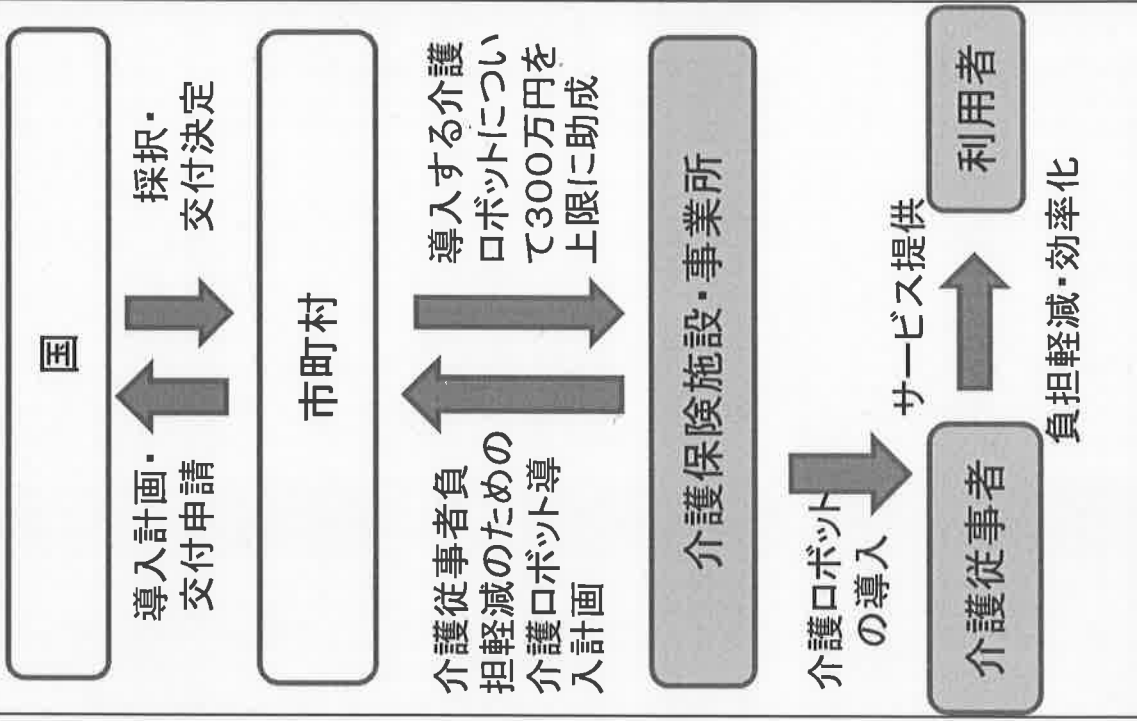 国
導入計画・
交付申請
採択・
交付決定
市町村
介護従事者負
担軽減のための
介護ロボット導
入計画
導入する介護
ロボットについ
て300万円を
上限に助成
介護保険施設・事業所
介護ロボット
の導入
サービス提供
介護従事者
利用者
負担軽減・効率化